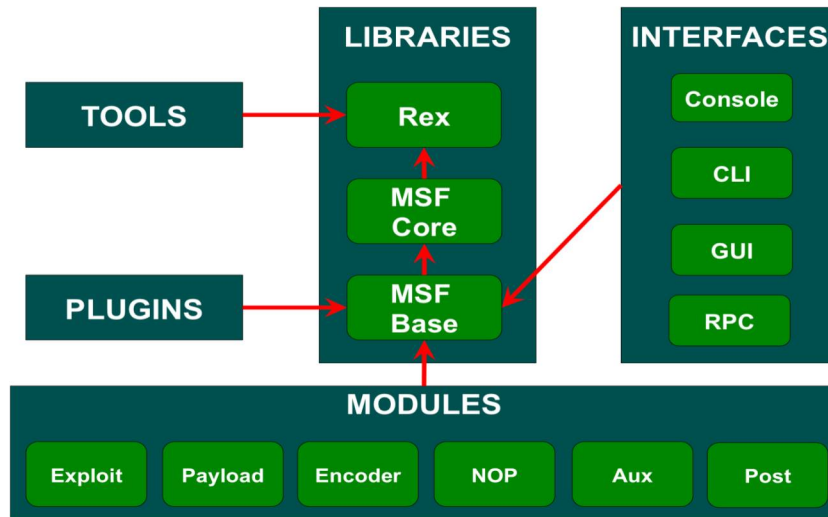 LIBRARIES
INTERFACES
TOOLS
Rex
Console
MSF
Core
CLI
GUI
PLUGINS
MSF
Base
RPC
MODULES
Exploit
Payload
Encoder
NOP
Aux
Post